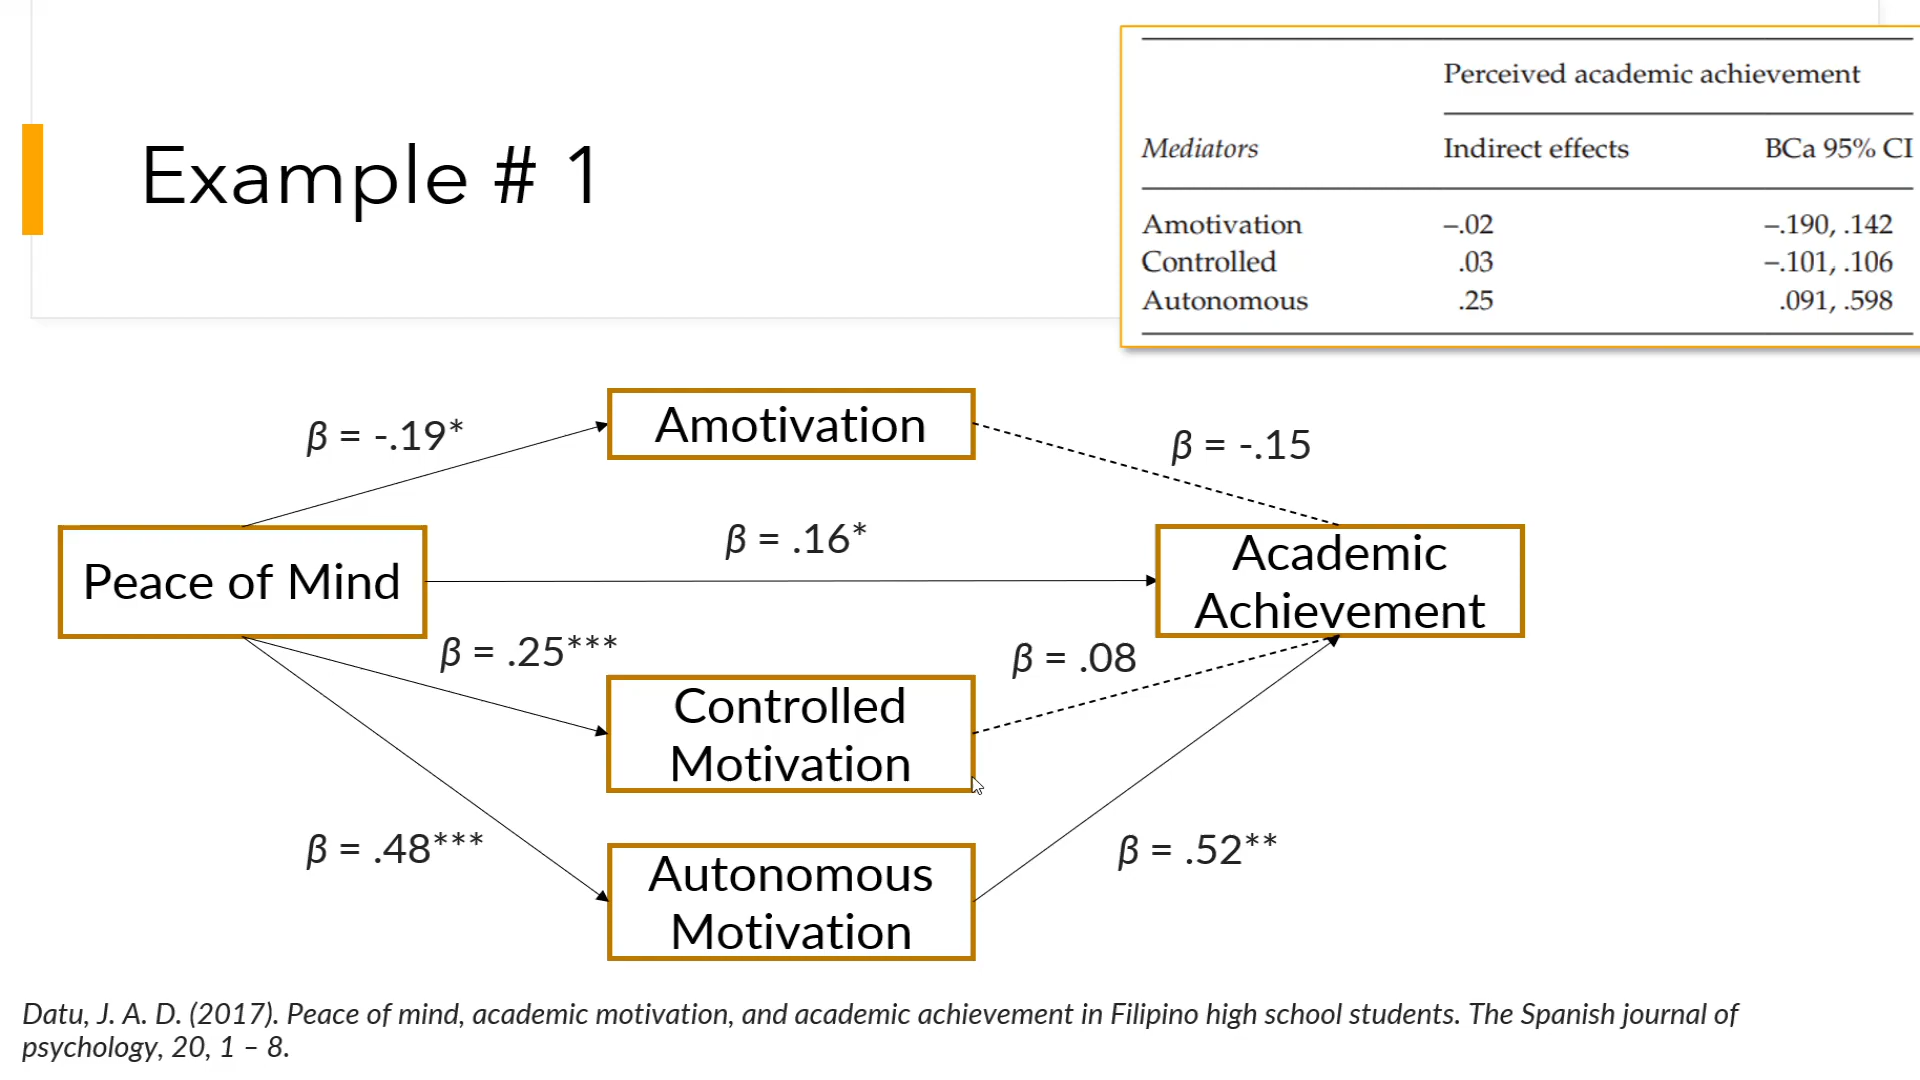 Example # 1
Perceived academic achievement
Mediators Indirect effects BCa 95% CI
Amotivation –.02 –.190, .142
Controlled .03 –.101, .106
Autonomous .25 .091, .598
Amotivation
β = -.19*
β = -.15
β = .16*
Peace of Mind
Academic
Achievement
β = .25***
β = .08
Controlled
Motivation
β = .48***
β = .52**
Autonomous
Motivation
Datu, J. A. D. (2017). Peace of mind, academic motivation, and academic achievement in Filipino high school students. The Spanish journal of
psychology, 20, 1 – 8.